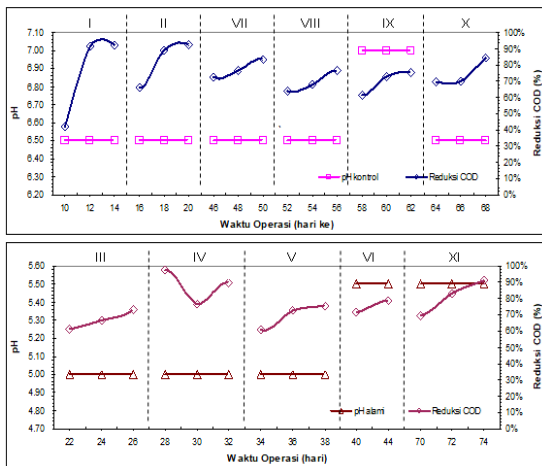 I II VII VIII IX X
7.00 6.90 6.80 6.70 6.60 6.50 6.40 6.30 6.20
pH
100% 90% 80% 70% 60% 50% 40% 30% 20% 10% 0%
Reduksi COD (%)
pH kontrol Reduksi COD
10 12 14 16 18 20 46 48 50 52 54 56 58 60 62 64 66 68
Waktu Operasi (hari ke)
III IV V VI XI
5.60 5.50 5.40 5.30 5.20 5.10 5.00 4.90 4.80 4.70
pH
100% 90% 80% 70% 60% 50% 40% 30% 20% 10% 0%
Reduksi COD (%)
pH alami Reduksi COD
22 24 26 28 30 32 34 36 38 40 44 70 72 74
Waktu Operasi (hari)